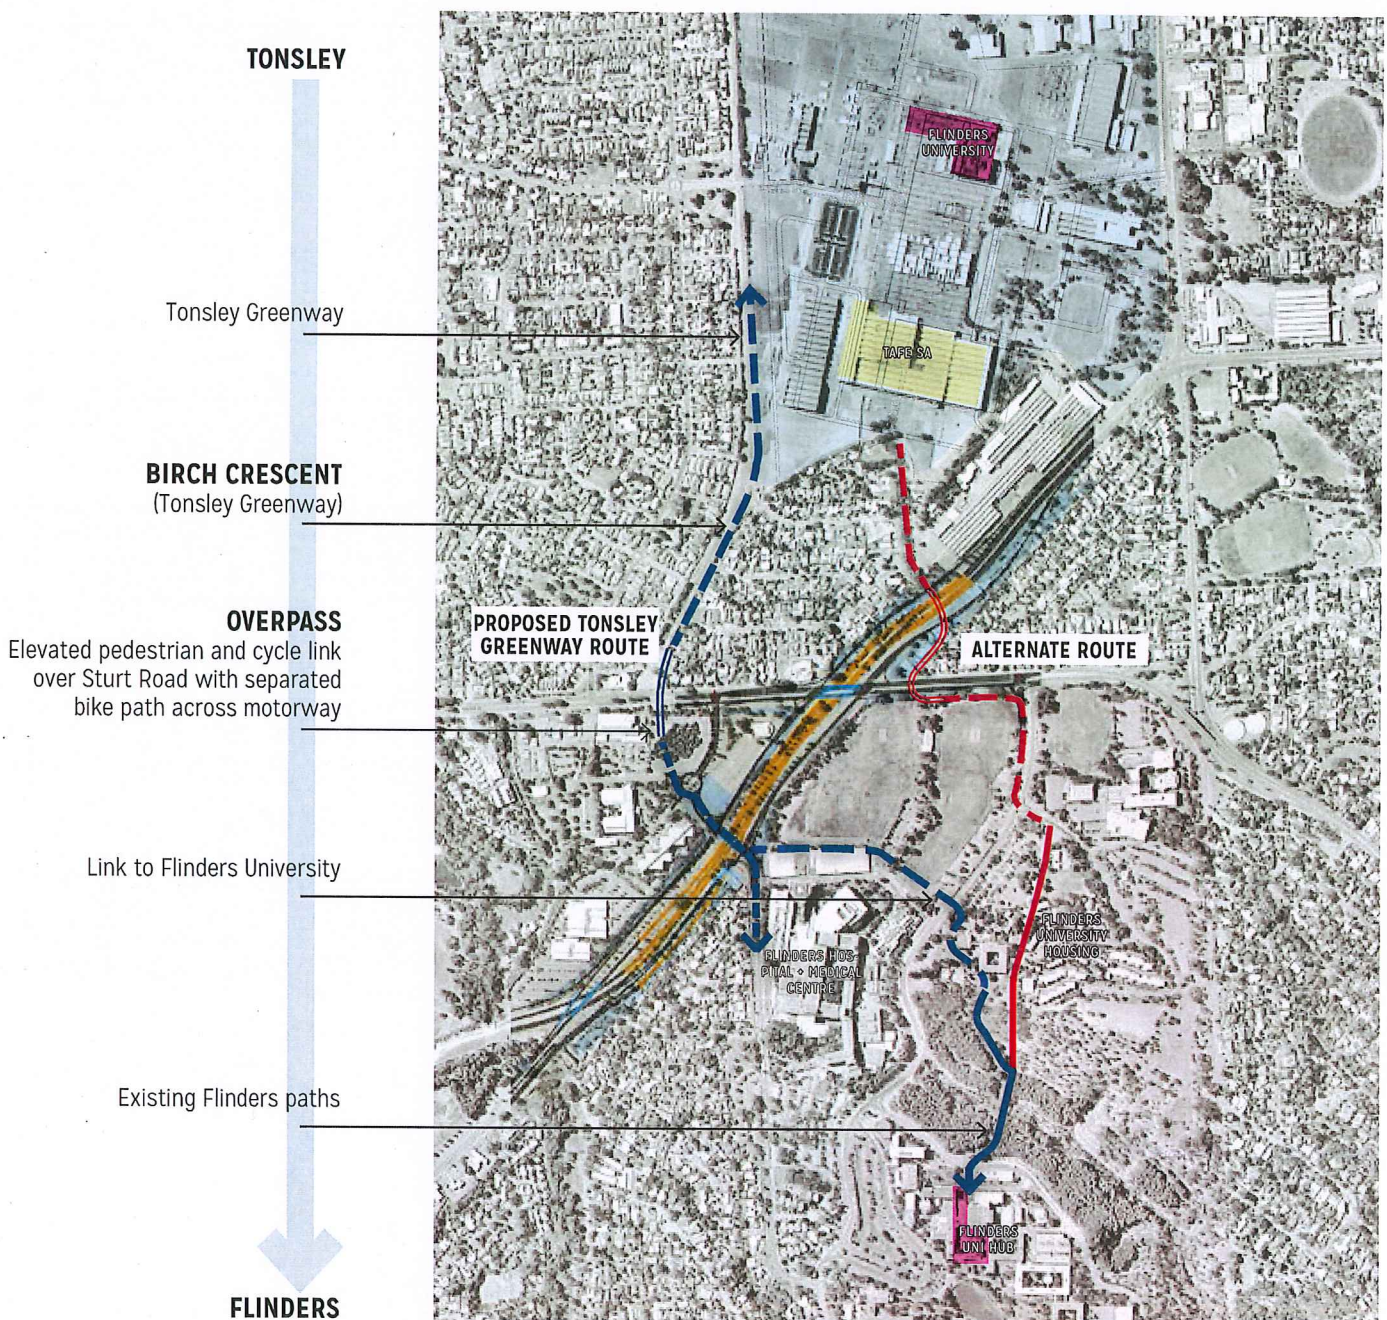 TONSLEY
Tonsley Greenway
BIRCH CRESCENT
(Tonsley Greenway)
OVERPASS
Elevated pedestrian and cycle link
over Sturt Road with separated
bike path across motorway
Link to Flinders University
Existing Flinders paths
FLINDERS
FLINDERS
UNIVERSITY
TAFE SA
PROPOSED TONSLEY
GREENWAY ROUTE
ALTERNATE ROUTE
FLINDERS
UNIVERSITY
HOUSING
FLINDERS HOS-
PITAL + MEDICAL
CENTRE
FLINDERS
UNI HUB